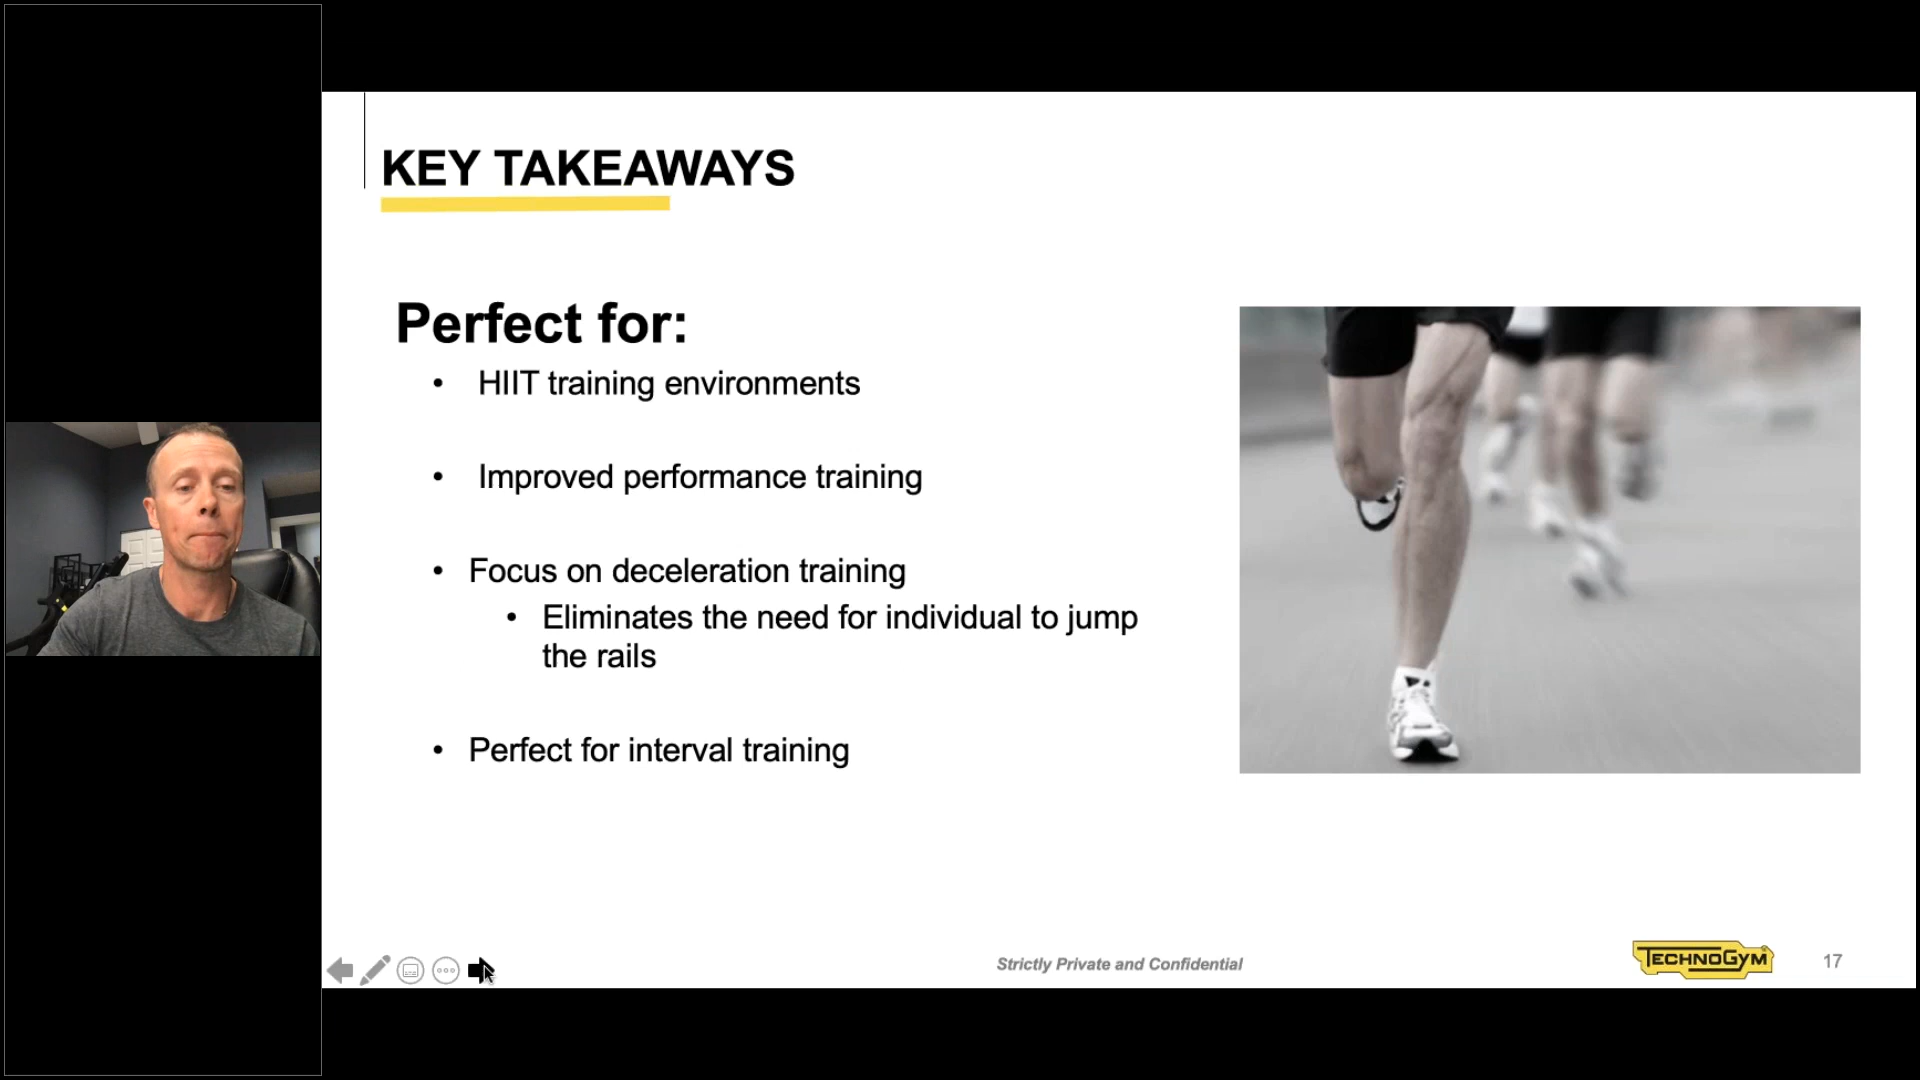 KEY TAKEAWAYS
Perfect for:
• HIIT training environments
• Improved performance training
• Focus on deceleration training
• Eliminates the need for individual to jump
the rails
• Perfect for interval training
Strictly Private and Confidential
TECHNOGYM
17